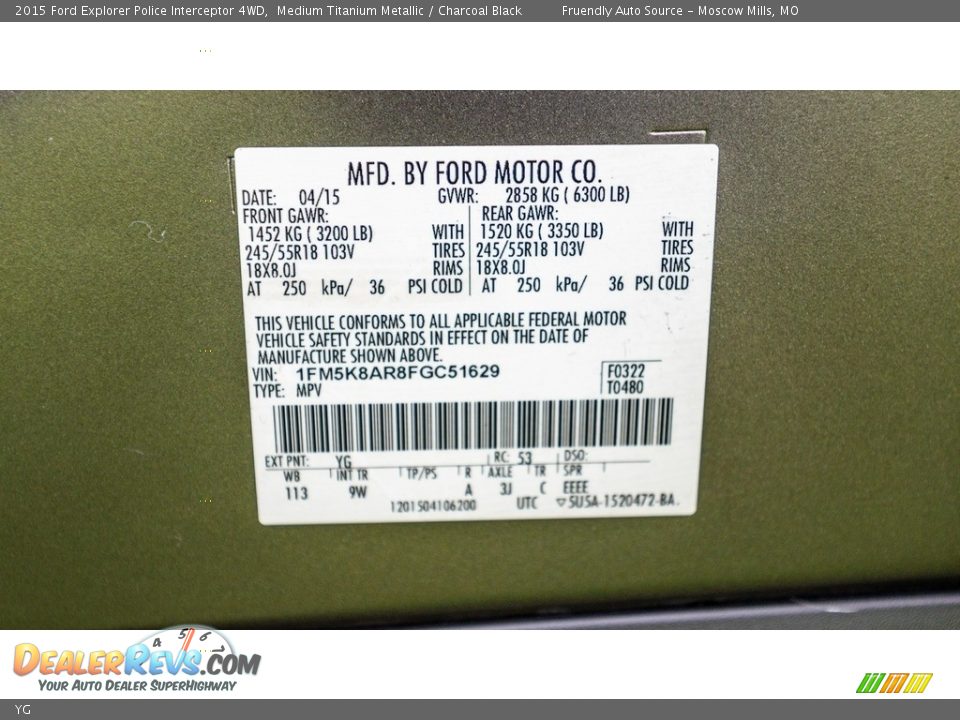 2015 Ford Explorer Police Interceptor 4WD, Medium Titanium Metallic / Charcoal Black Fruendly Auto Source - Moscow Mills, MO
MFD. BY FORD MOTOR CO.
DATE: 04/15 GVWR: 2858 KG ( 6300 LB)
FRONT GAWR: REAR GAWR:
1452 KG ( 3200 LB) WITH 1520 KG ( 3350 LB) WITH
245/55R18 103V TIRES 245/55R18 103V TIRES
18X8.0J RIMS 18X8.0J RIMS
AT 250 kPa/ 36 PSI COLD AT 250 kPa/ 36 PSI COLD
THIS VEHICLE CONFORMS TO ALL APPLICABLE FEDERAL MOTOR
VEHICLE SAFETY STANDARDS IN EFFECT ON THE DATE OF
MANUFACTURE SHOWN ABOVE.
VIN: 1FM5K8AR8FGC51629 F0322
TYPE: MPV T0480
EXT PNT: YG RC: 53 DSO:
WB INT TR TP/PS R AXLE TR SPR
113 9W A 3J C EEEE
1201504106200 UTC ▽5USA-1520472-BA
4 5 6 7
DEALERREVS.COM
YOUR AUTO DEALER SUPERHIGHWAY
YG